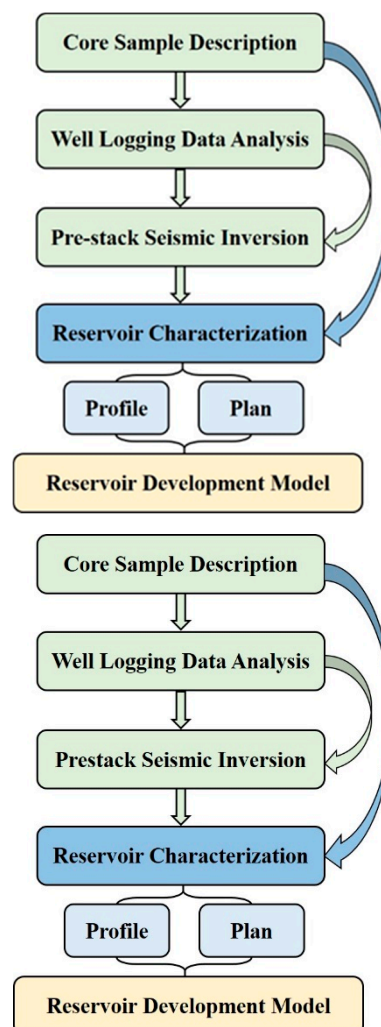 Core Sample Description
Well Logging Data Analysis
Pre-stack Seismic Inversion
Reservoir Characterization
Profile
Plan
Reservoir Development Model
Core Sample Description
Well Logging Data Analysis
Prestack Seismic Inversion
Reservoir Characterization
Profile
Plan
Reservoir Development Model